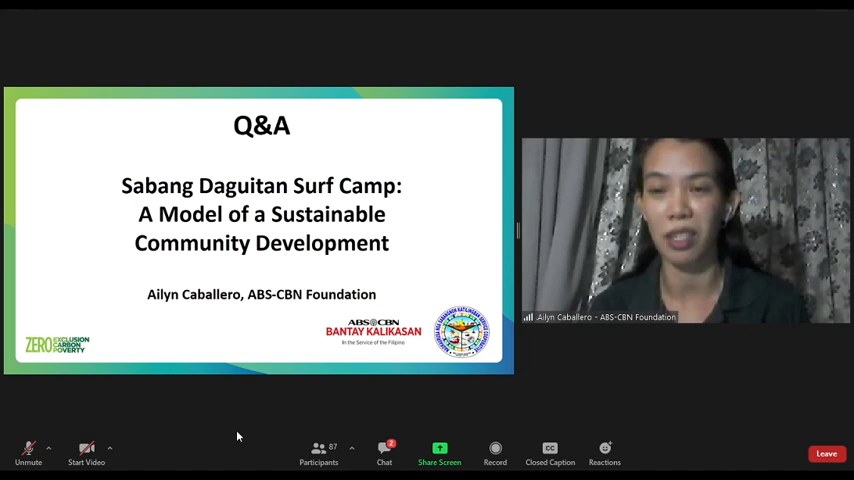 Q&A
Sabang Daguitan Surf Camp:
A Model of a Sustainable
Community Development
Ailyn Caballero, ABS-CBN Foundation
ZERO EXCLUSION
CARBON
POVERTY
ABS-CBN
BANTAY KALIKASAN
In the Service of the Filipino
Ailyn Caballero - ABS-CBN Foundation
Unmute
Start Video
87
Participants
2
Chat
Share Screen
Record
CC
Closed Caption
Reactions
Leave